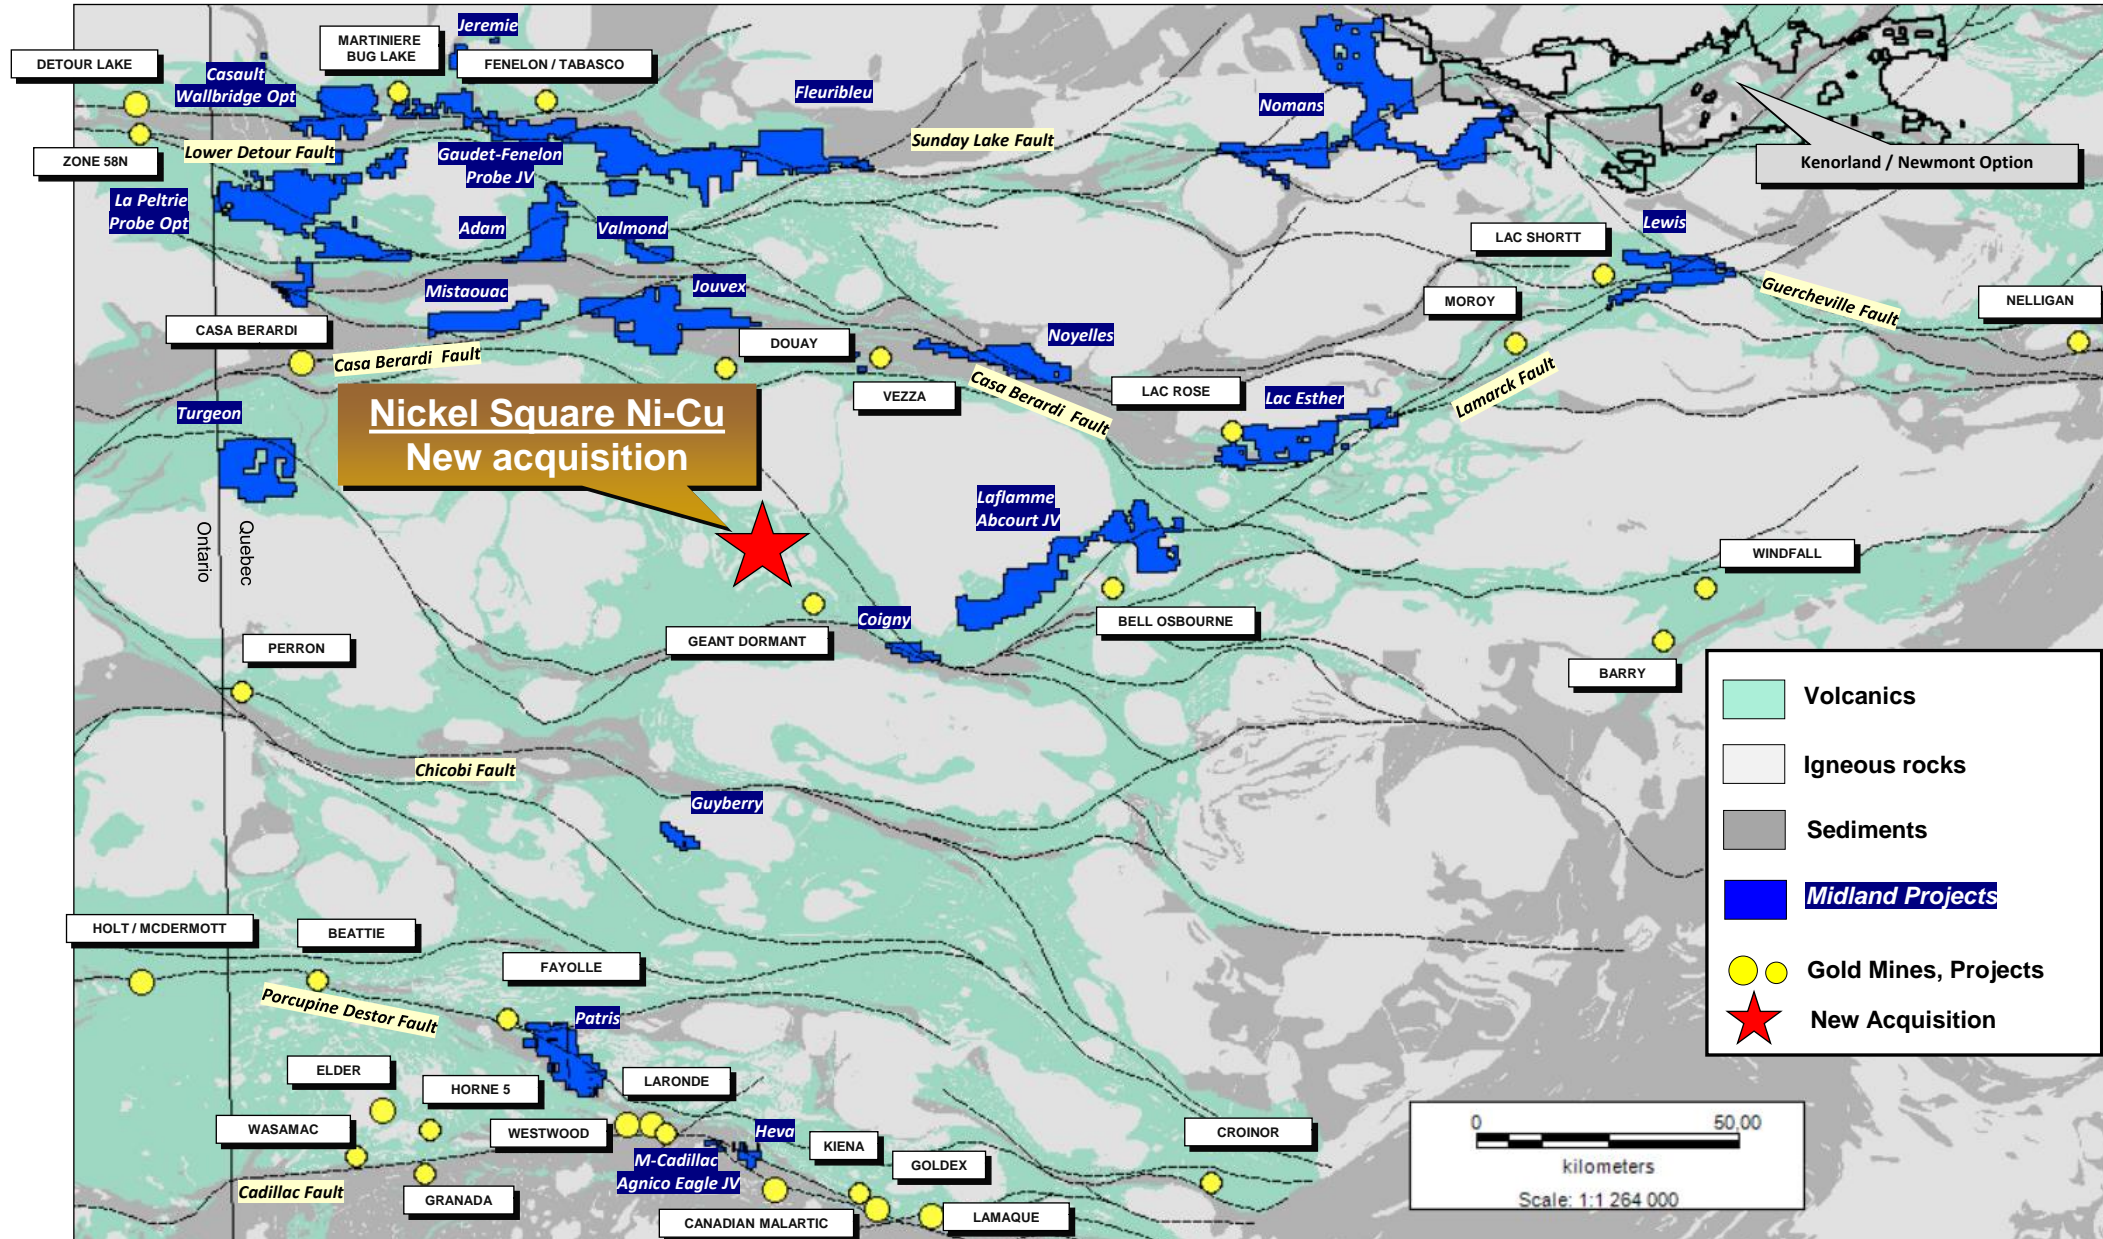 Jeremie
MARTINIERE
BUG LAKE
DETOUR LAKE
FENELON / TABASCO
Casault
Wallbridge Opt
Fleuribleu
Nomans
Sunday Lake Fault
Lower Detour Fault
ZONE 58N
Gaudet-Fenelon
Probe JV
Kenorland / Newmont Option
La Peltrie
Probe Opt
Adam
Valmond
Lewis
LAC SHORTT
Mistaouac
Jouvex
Guercheville Fault
MOROY
NELLIGAN
CASA BERARDI
DOUAY
Noyelles
Casa Berardi Fault
VEZZA
Casa Berardi Fault
LAC ROSE
Lac Esther
Lamarck Fault
Turgeon
Nickel Square Ni-Cu
New acquisition
Laflamme
Abcourt JV
Ontario
Quebec
WINDFALL
Coigny
BELL OSBOURNE
PERRON
GEANT DORMANT
BARRY
Volcanics
Igneous rocks
Sediments
Midland Projects
Gold Mines, Projects
New Acquisition
Chicobi Fault
Guyberry
HOLT / MCDERMOTT
BEATTIE
FAYOLLE
Porcupine Destor Fault
Patris
ELDER
HORNE 5
LARONDE
WASAMAC
WESTWOOD
Heva
KIENA
CROINOR
M-Cadillac
Agnico Eagle JV
GOLDEX
Cadillac Fault
GRANADA
CANADIAN MALARTIC
LAMAQUE
0 50,00
kilometers
Scale: 1:1 264 000